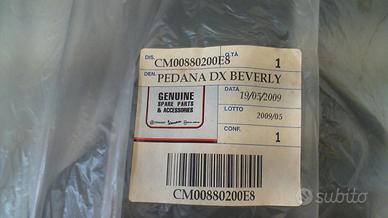 DIS. CM00880200E8 Q.TÀ 1
DEN. PEDANA DX BEVERLY
DATA 19/05/2009
GENUINE
SPARE PARTS
& ACCESSORIES
LOTTO 2009/05
CONF. 1
CM00880200E8
subito